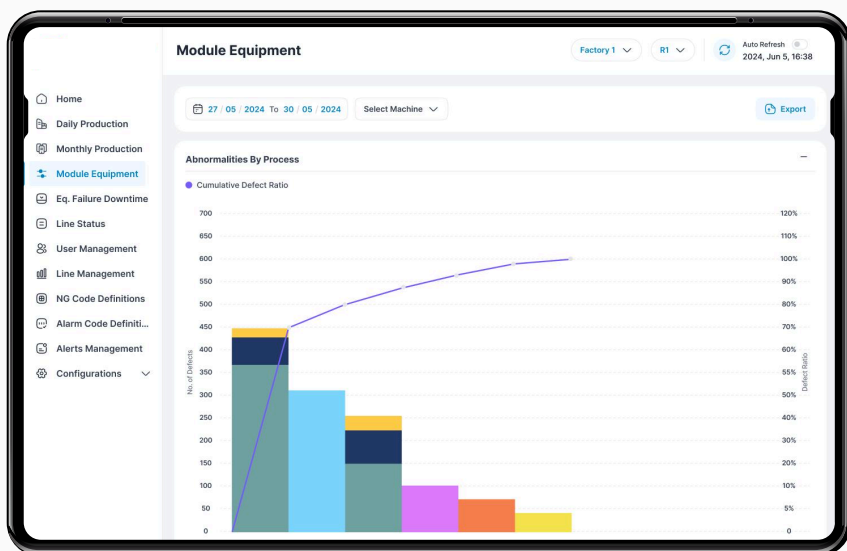 Module Equipment
Factory 1
R1
Auto Refresh
2024, Jun 5, 16:38
Home
Daily Production
Monthly Production
Module Equipment
Eq. Failure Downtime
Line Status
User Management
Line Management
NG Code Definitions
Alarm Code Definiti...
Alerts Management
Configurations
27 / 05 / 2024 To 30 / 05 / 2024
Select Machine
Export
Abnormalities By Process
Cumulative Defect Ratio
No. of Defects
700
650
600
550
500
450
400
350
300
250
200
150
100
50
0
120%
110%
100%
90%
80%
70%
60%
55%
50%
40%
30%
20%
10%
5%
0
Defect Ratio